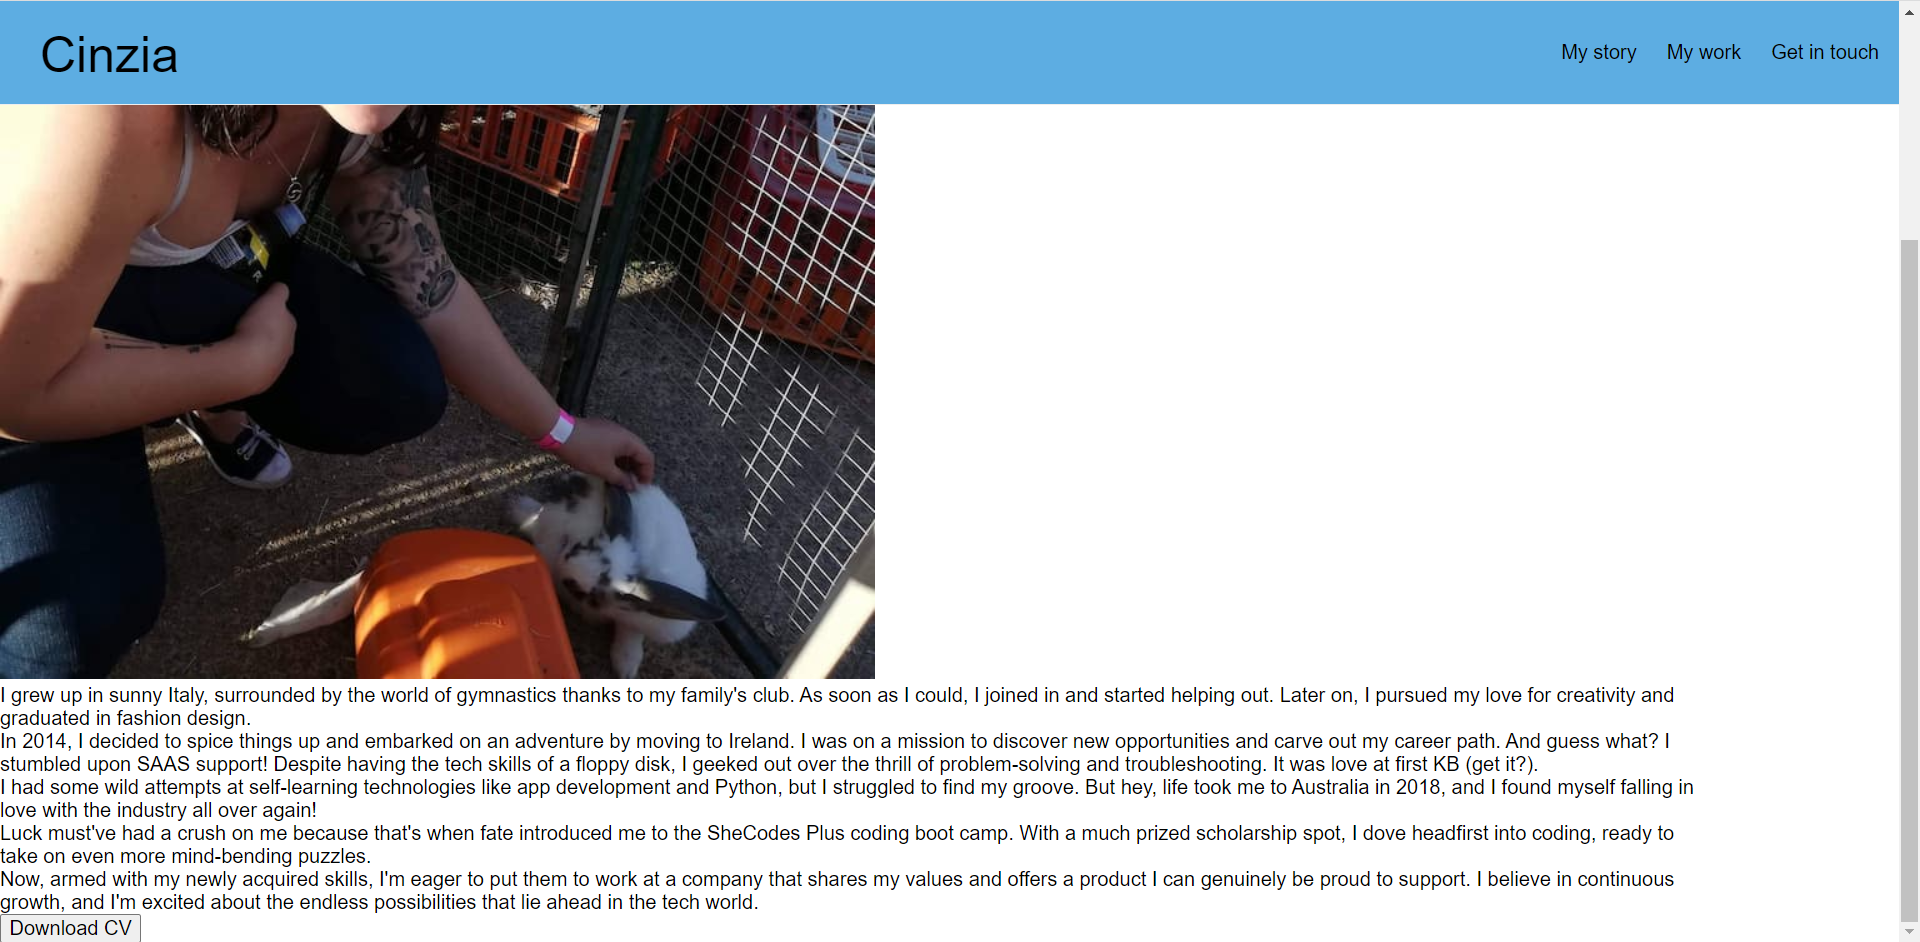 Cinzia
My story My work Get in touch
I grew up in sunny Italy, surrounded by the world of gymnastics thanks to my family's club. As soon as I could, I joined in and started helping out. Later on, I pursued my love for creativity and
graduated in fashion design.
In 2014, I decided to spice things up and embarked on an adventure by moving to Ireland. I was on a mission to discover new opportunities and carve out my career path. And guess what? I
stumbled upon SAAS support! Despite having the tech skills of a floppy disk, I geeked out over the thrill of problem-solving and troubleshooting. It was love at first KB (get it?).
I had some wild attempts at self-learning technologies like app development and Python, but I struggled to find my groove. But hey, life took me to Australia in 2018, and I found myself falling in
love with the industry all over again!
Luck must've had a crush on me because that's when fate introduced me to the SheCodes Plus coding boot camp. With a much prized scholarship spot, I dove headfirst into coding, ready to
take on even more mind-bending puzzles.
Now, armed with my newly acquired skills, I'm eager to put them to work at a company that shares my values and offers a product I can genuinely be proud to support. I believe in continuous
growth, and I'm excited about the endless possibilities that lie ahead in the tech world.
Download CV